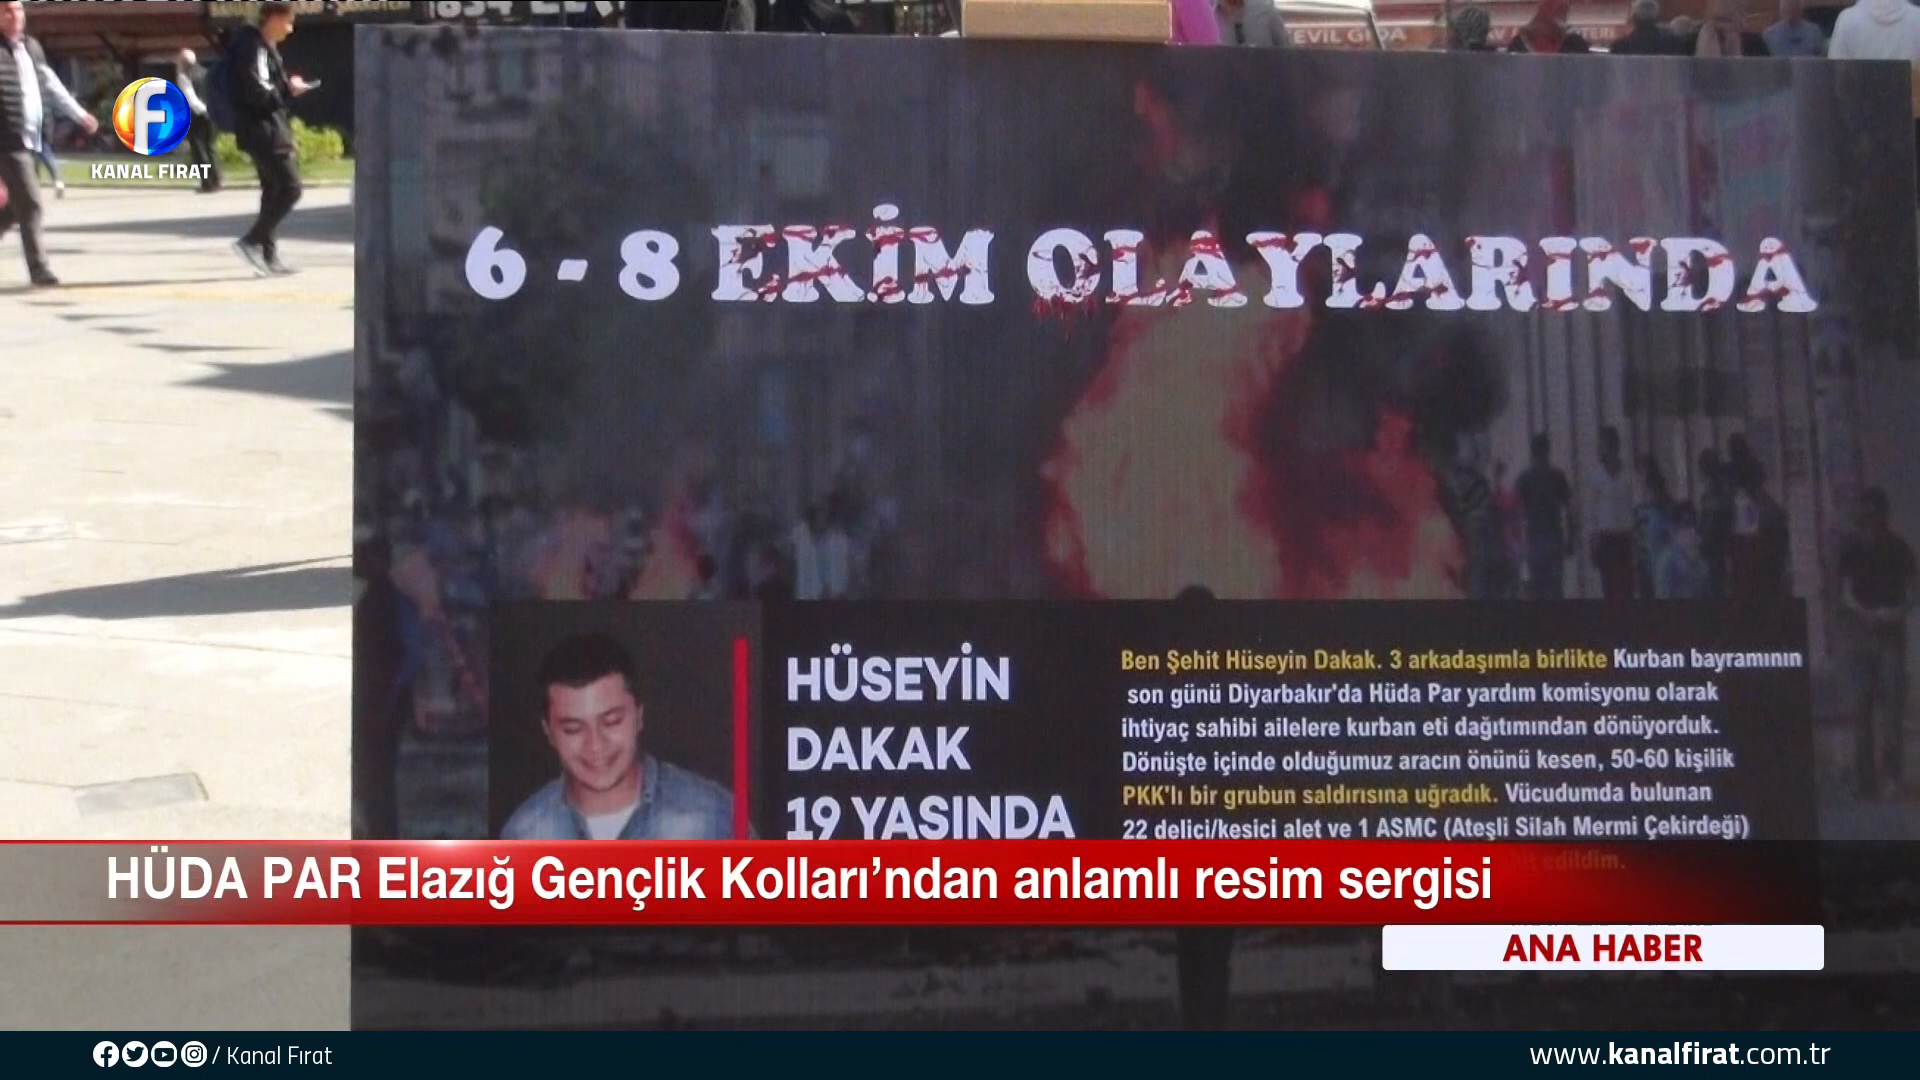 EVİL GIDA
KANAL FIRAT
6 - 8 EKİM OLAYLARINDA
HÜSEYİN
DAKAK
19 YAŞINDA
Ben Şehit Hüseyin Dakak. 3 arkadaşımla birlikte Kurban bayramının
son günü Diyarbakır'da Hüda Par yardım komisyonu olarak
ihtiyaç sahibi ailelere kurban eti dağıtımından dönüyorduk.
Dönüşte içinde olduğumuz aracın önünü kesen, 50-60 kişilik
PKK'lı bir grubun saldırısına uğradık. Vücudumda bulunan
22 delici/kesici alet ve 1 ASMC (Ateşli Silah Mermi Çekirdeği)
edildim.
HÜDA PAR Elazığ Gençlik Kolları’ndan anlamlı resim sergisi
ANA HABER
/ Kanal Fırat
www.kanalfirat.com.tr